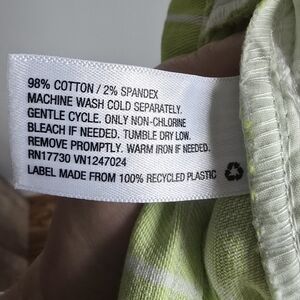 98% COTTON / 2% SPANDEX
MACHINE WASH COLD SEPARATELY.
GENTLE CYCLE. ONLY NON-CHLORINE
BLEACH IF NEEDED. TUMBLE DRY LOW.
REMOVE PROMPTLY. WARM IRON IF NEEDED.
RN17730 VN1247024
LABEL MADE FROM 100% RECYCLED PLASTIC